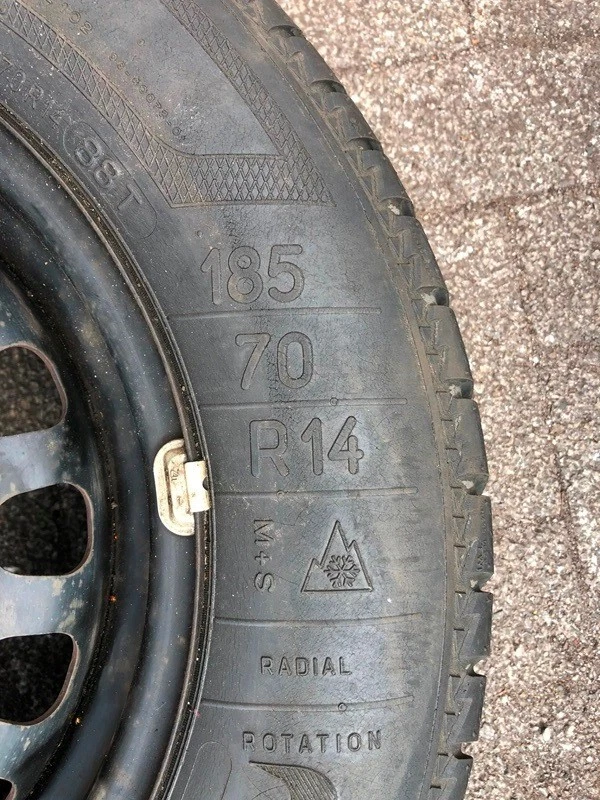 88T
185
70
R14
M+S
RADIAL
ROTATION